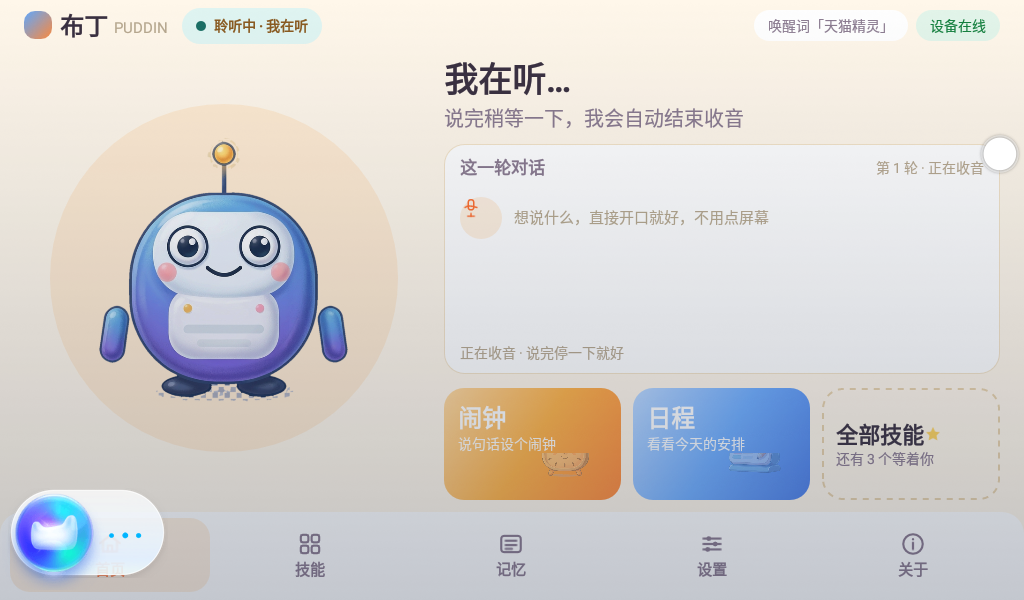 布丁 PUDDIN
聆听中 · 我在听
唤醒词「天猫精灵」
设备在线
我在听…
说完稍等一下，我会自动结束收音
这一轮对话
第 1 轮 · 正在收音
想说什么，直接开口就好，不用点屏幕
正在收音 · 说完停一下就好
闹钟
说句话设个闹钟
日程
看看今天的安排
全部技能
还有 3 个等着你
首页
技能
记忆
设置
关于